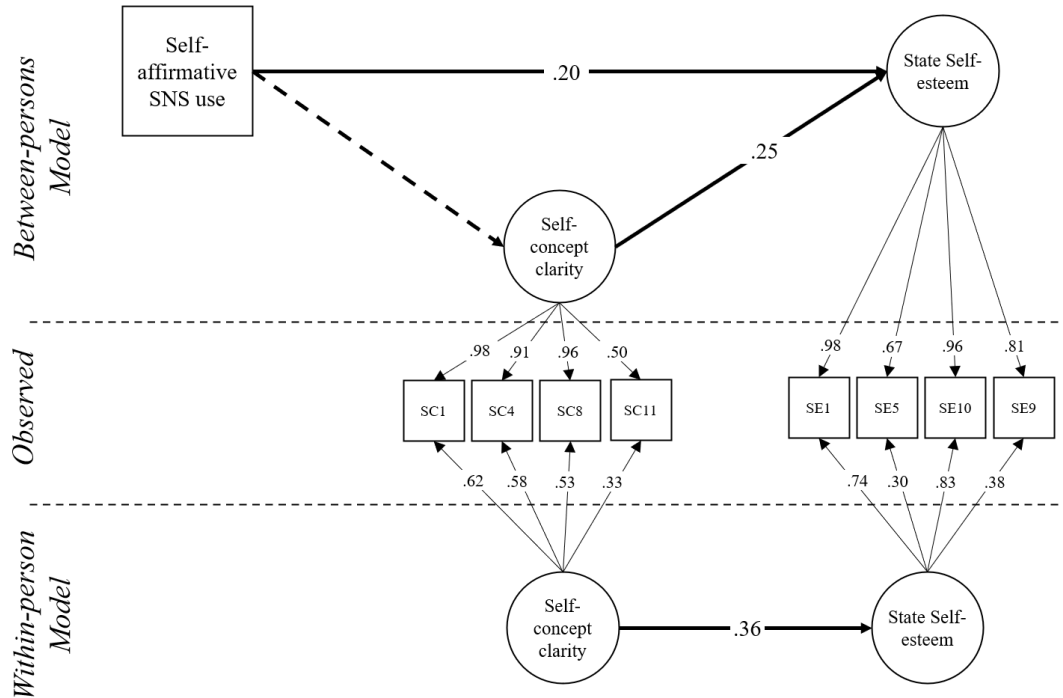 Between-persons
Model
Self-
affirmative
SNS use
.20
State Self-
esteem
.25
Self-
concept
clarity
Observed
.98
.91
.96
.50
.98
.67
.96
.81
SC1
SC4
SC8
SC11
SE1
SE5
SE10
SE9
.62
.58
.53
.33
.74
.30
.83
.38
Within-person
Model
Self-
concept
clarity
.36
State Self-
esteem